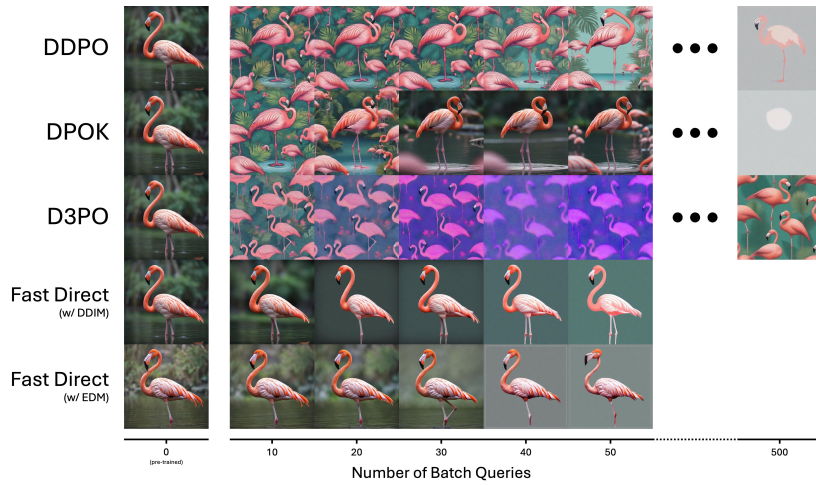 DDPO
DPOK
D3PO
Fast Direct
(w/ DDIM)
Fast Direct
(w/ EDM)
0 10 20 30 40 50 500
(pre-trained)
Number of Batch Queries